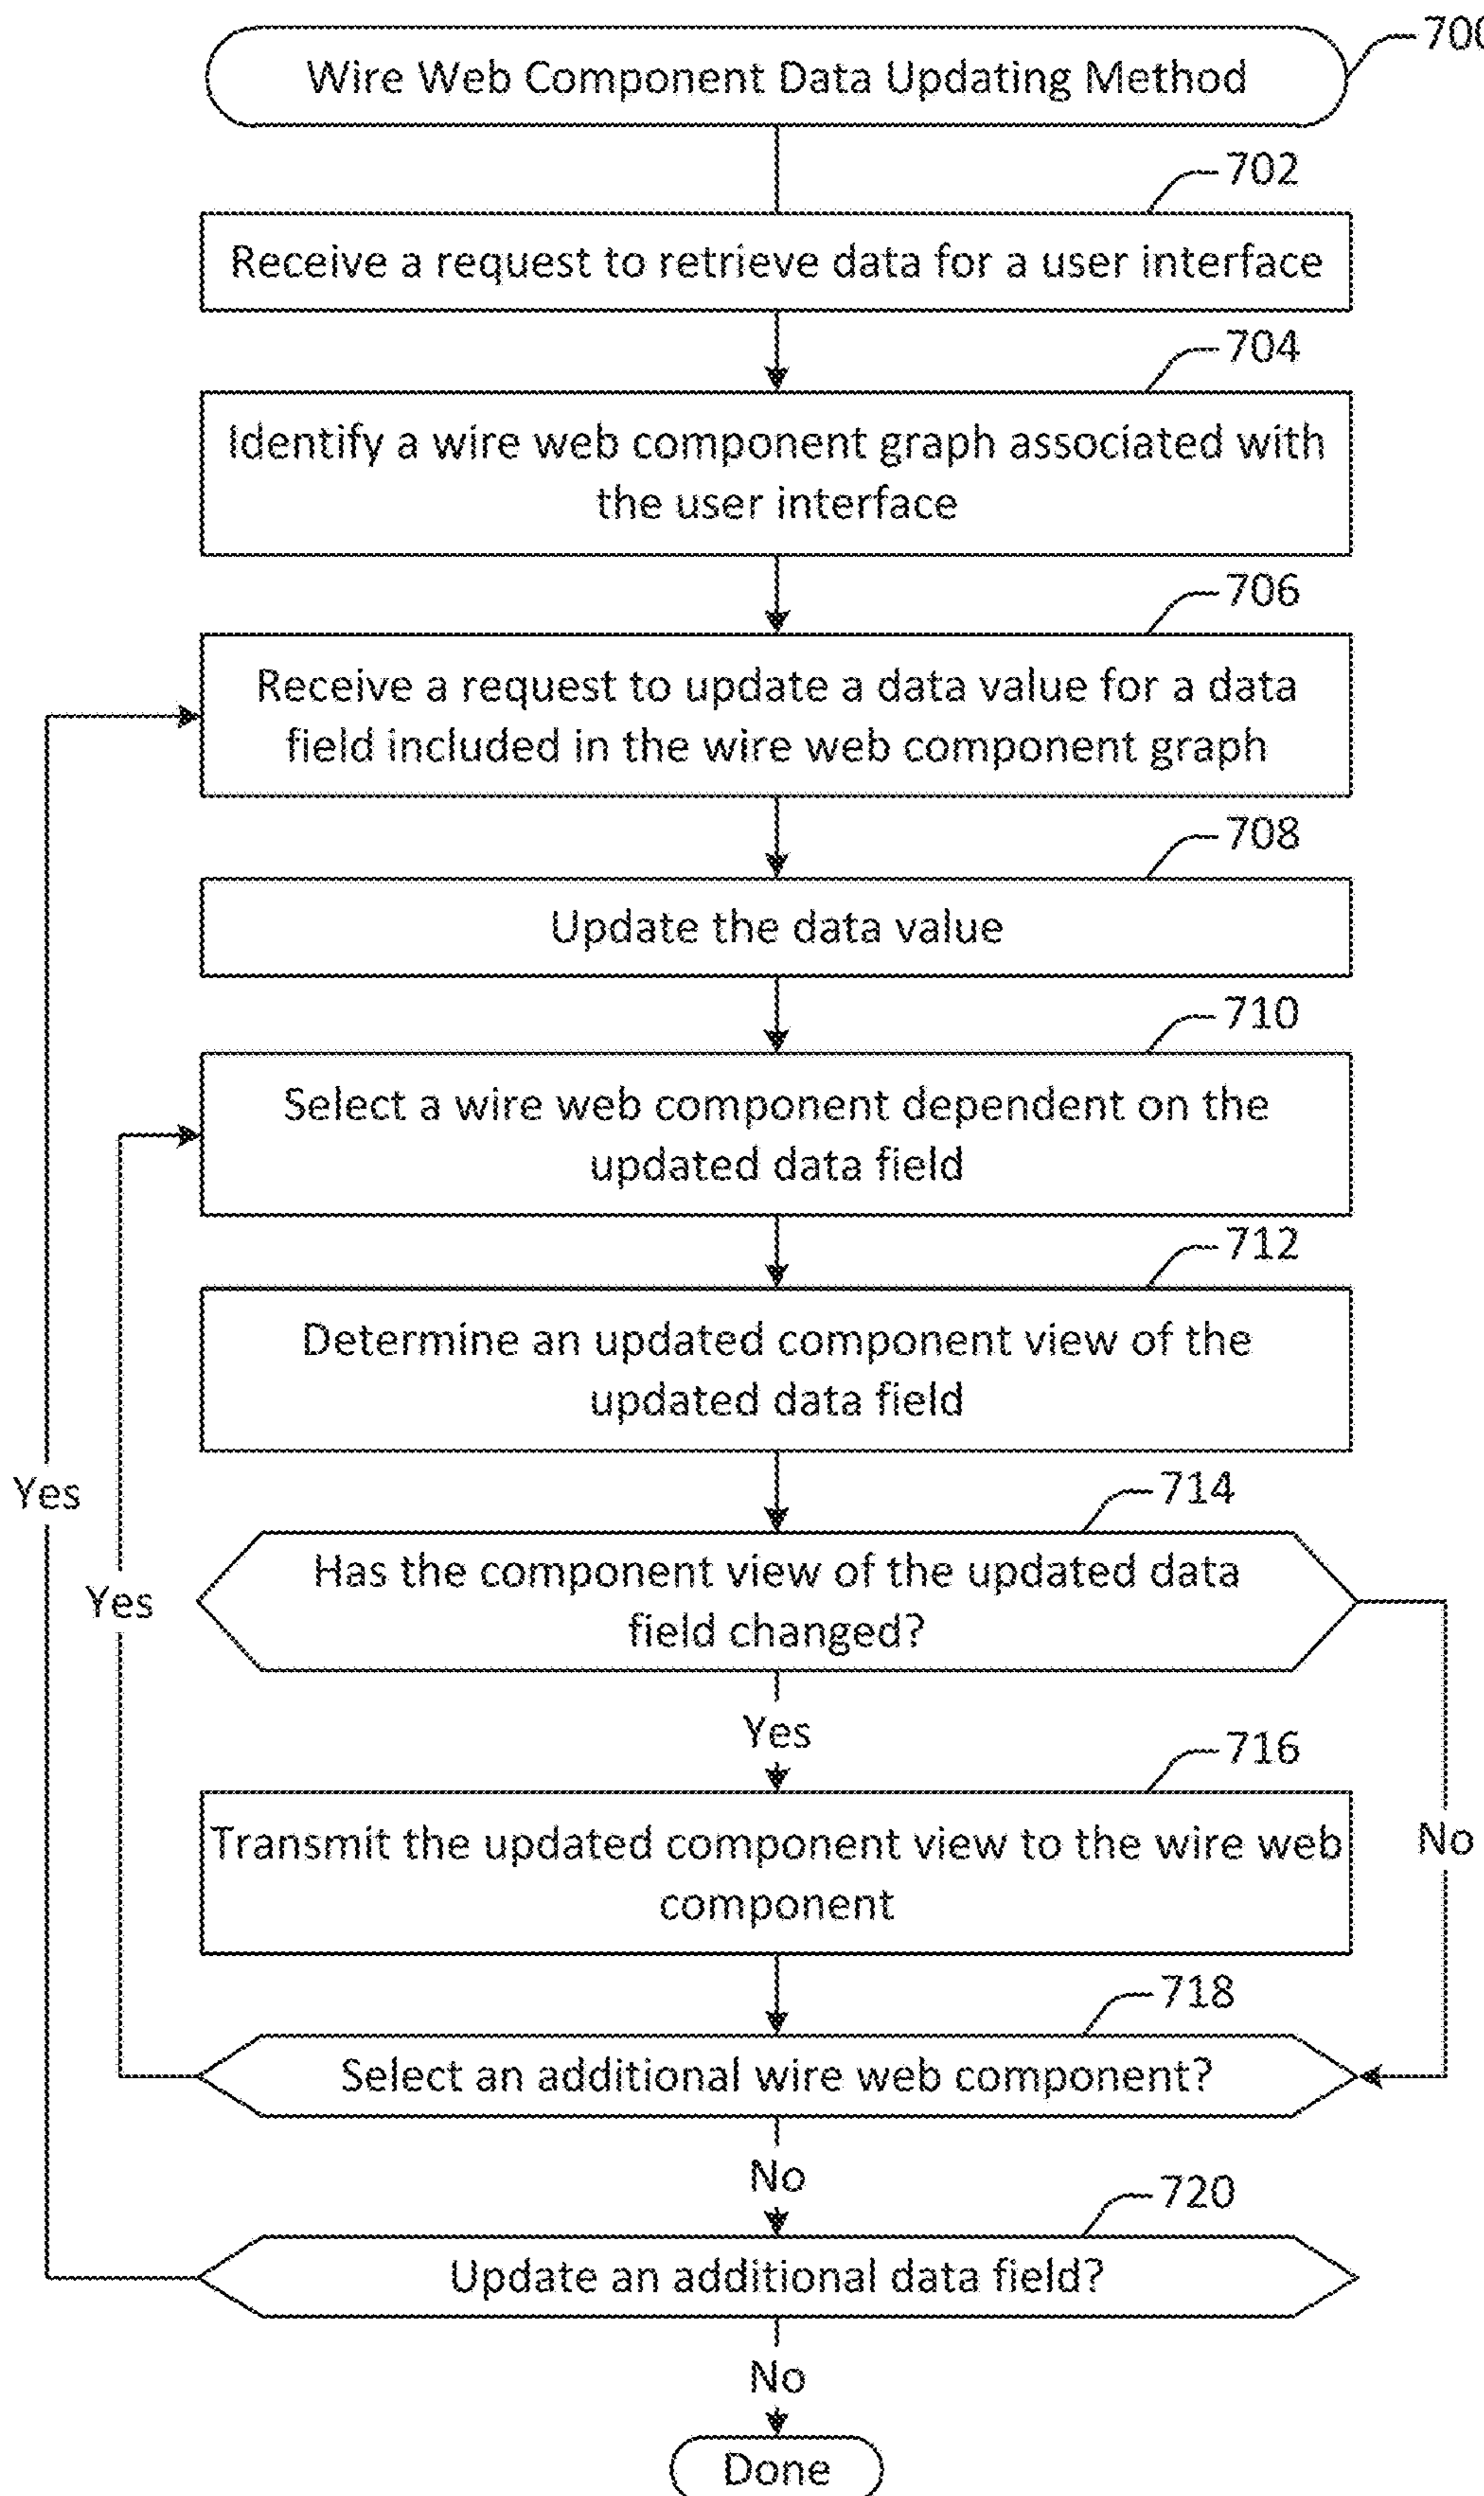 700
Wire Web Component Data Updating Method
702
Receive a request to retrieve data for a user interface
704
Identify a wire web component graph associated with
the user interface
706
Receive a request to update a data value for a data
field included in the wire web component graph
708
Update the data value
710
Select a wire web component dependent on the
updated data field
712
Determine an updated component view of the
updated data field
Yes
714
Has the component view of the updated data
field changed?
Yes
Yes
716
Transmit the updated component view to the wire web
component
No
718
Select an additional wire web component?
No
720
Update an additional data field?
No
Done